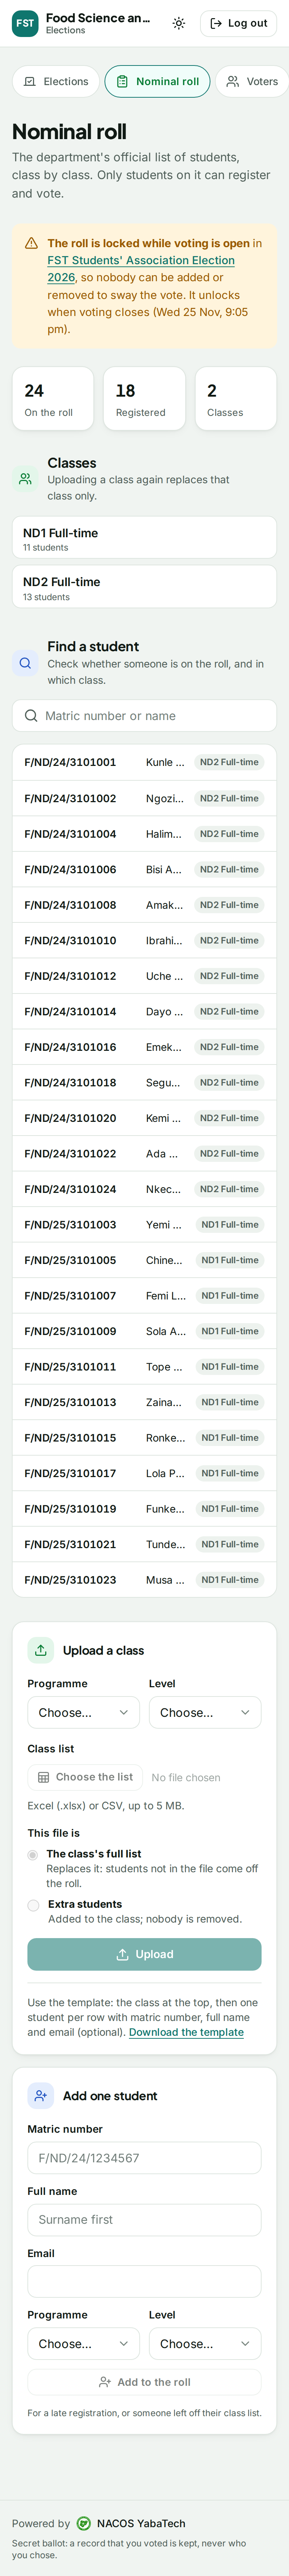 FST
Food Science an...
Elections
Log out
Elections
Nominal roll
Voters
Nominal roll
The department's official list of students,
class by class. Only students on it can register
and vote.
The roll is locked while voting is open in
FST Students' Association Election
2026, so nobody can be added or
removed to sway the vote. It unlocks
when voting closes (Wed 25 Nov, 9:05
pm).
24
On the roll
18
Registered
2
Classes
Classes
Uploading a class again replaces that
class only.
ND1 Full-time
11 students
ND2 Full-time
13 students
Find a student
Check whether someone is on the roll, and in
which class.
Matric number or name
F/ND/24/3101001 Kunle ... ND2 Full-time
F/ND/24/3101002 Ngozi... ND2 Full-time
F/ND/24/3101004 Halim... ND2 Full-time
F/ND/24/3101006 Bisi A... ND2 Full-time
F/ND/24/3101008 Amak... ND2 Full-time
F/ND/24/3101010 Ibrahi... ND2 Full-time
F/ND/24/3101012 Uche ... ND2 Full-time
F/ND/24/3101014 Dayo ... ND2 Full-time
F/ND/24/3101016 Emek... ND2 Full-time
F/ND/24/3101018 Segu... ND2 Full-time
F/ND/24/3101020 Kemi ... ND2 Full-time
F/ND/24/3101022 Ada ... ND2 Full-time
F/ND/24/3101024 Nkec... ND2 Full-time
F/ND/25/3101003 Yemi ... ND1 Full-time
F/ND/25/3101005 Chine... ND1 Full-time
F/ND/25/3101007 Femi L... ND1 Full-time
F/ND/25/3101009 Sola A... ND1 Full-time
F/ND/25/3101011 Tope ... ND1 Full-time
F/ND/25/3101013 Zaina... ND1 Full-time
F/ND/25/3101015 Ronke... ND1 Full-time
F/ND/25/3101017 Lola P... ND1 Full-time
F/ND/25/3101019 Funke... ND1 Full-time
F/ND/25/3101021 Tunde... ND1 Full-time
F/ND/25/3101023 Musa ... ND1 Full-time
Upload a class
Programme Level
Choose... Choose...
Class list
Choose the list No file chosen
Excel (.xlsx) or CSV, up to 5 MB.
This file is
The class's full list
Replaces it: students not in the file come off
the roll.
Extra students
Added to the class; nobody is removed.
Upload
Use the template: the class at the top, then one
student per row with matric number, full name
and email (optional). Download the template
Add one student
Matric number
F/ND/24/1234567
Full name
Surname first
Email
Programme Level
Choose... Choose...
Add to the roll
For a late registration, or someone left off their class list.
Powered by NACOS YabaTech
Secret ballot: a record that you voted is kept, never who
you chose.